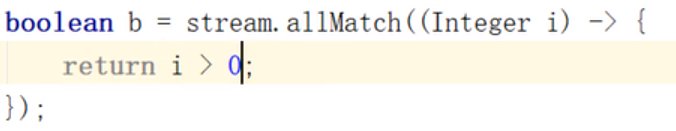 boolean b = stream.allMatch((Integer i) -> {
    return i > 0;
});